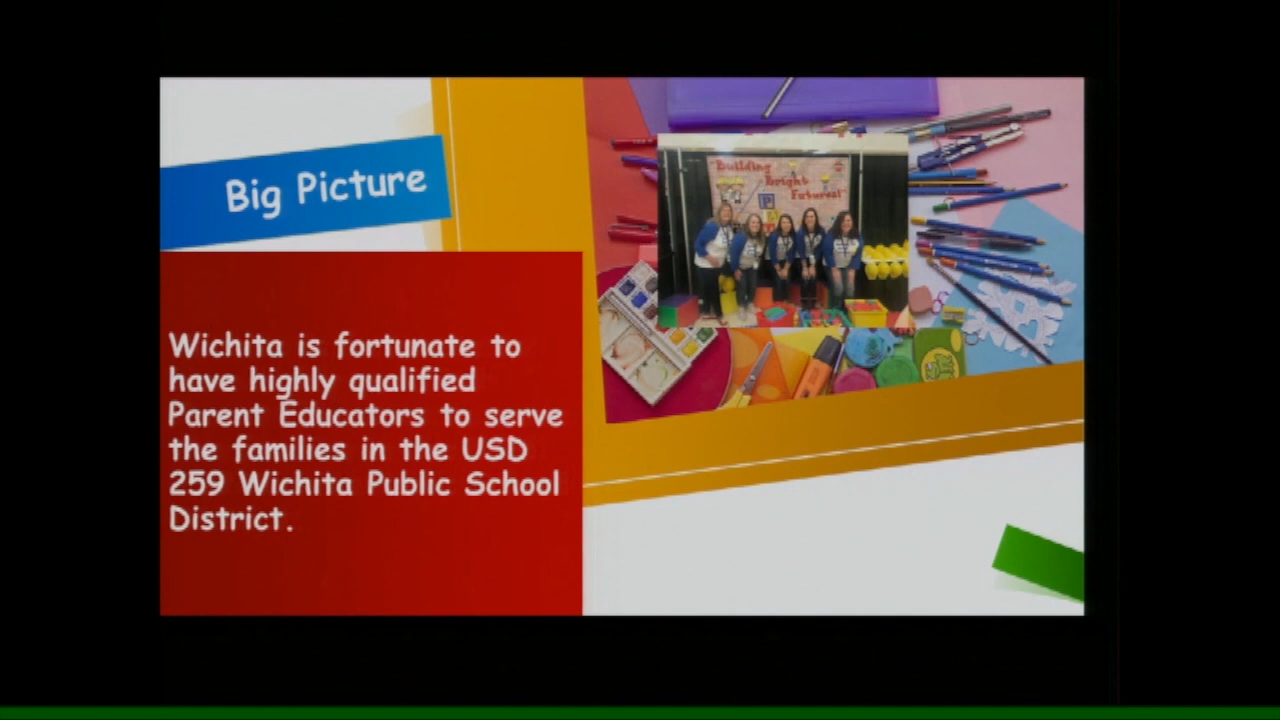 Big Picture
Wichita is fortunate to
have highly qualified
Parent Educators to serve
the families in the USD
259 Wichita Public School
District.
"Building
Bright
Futures!"